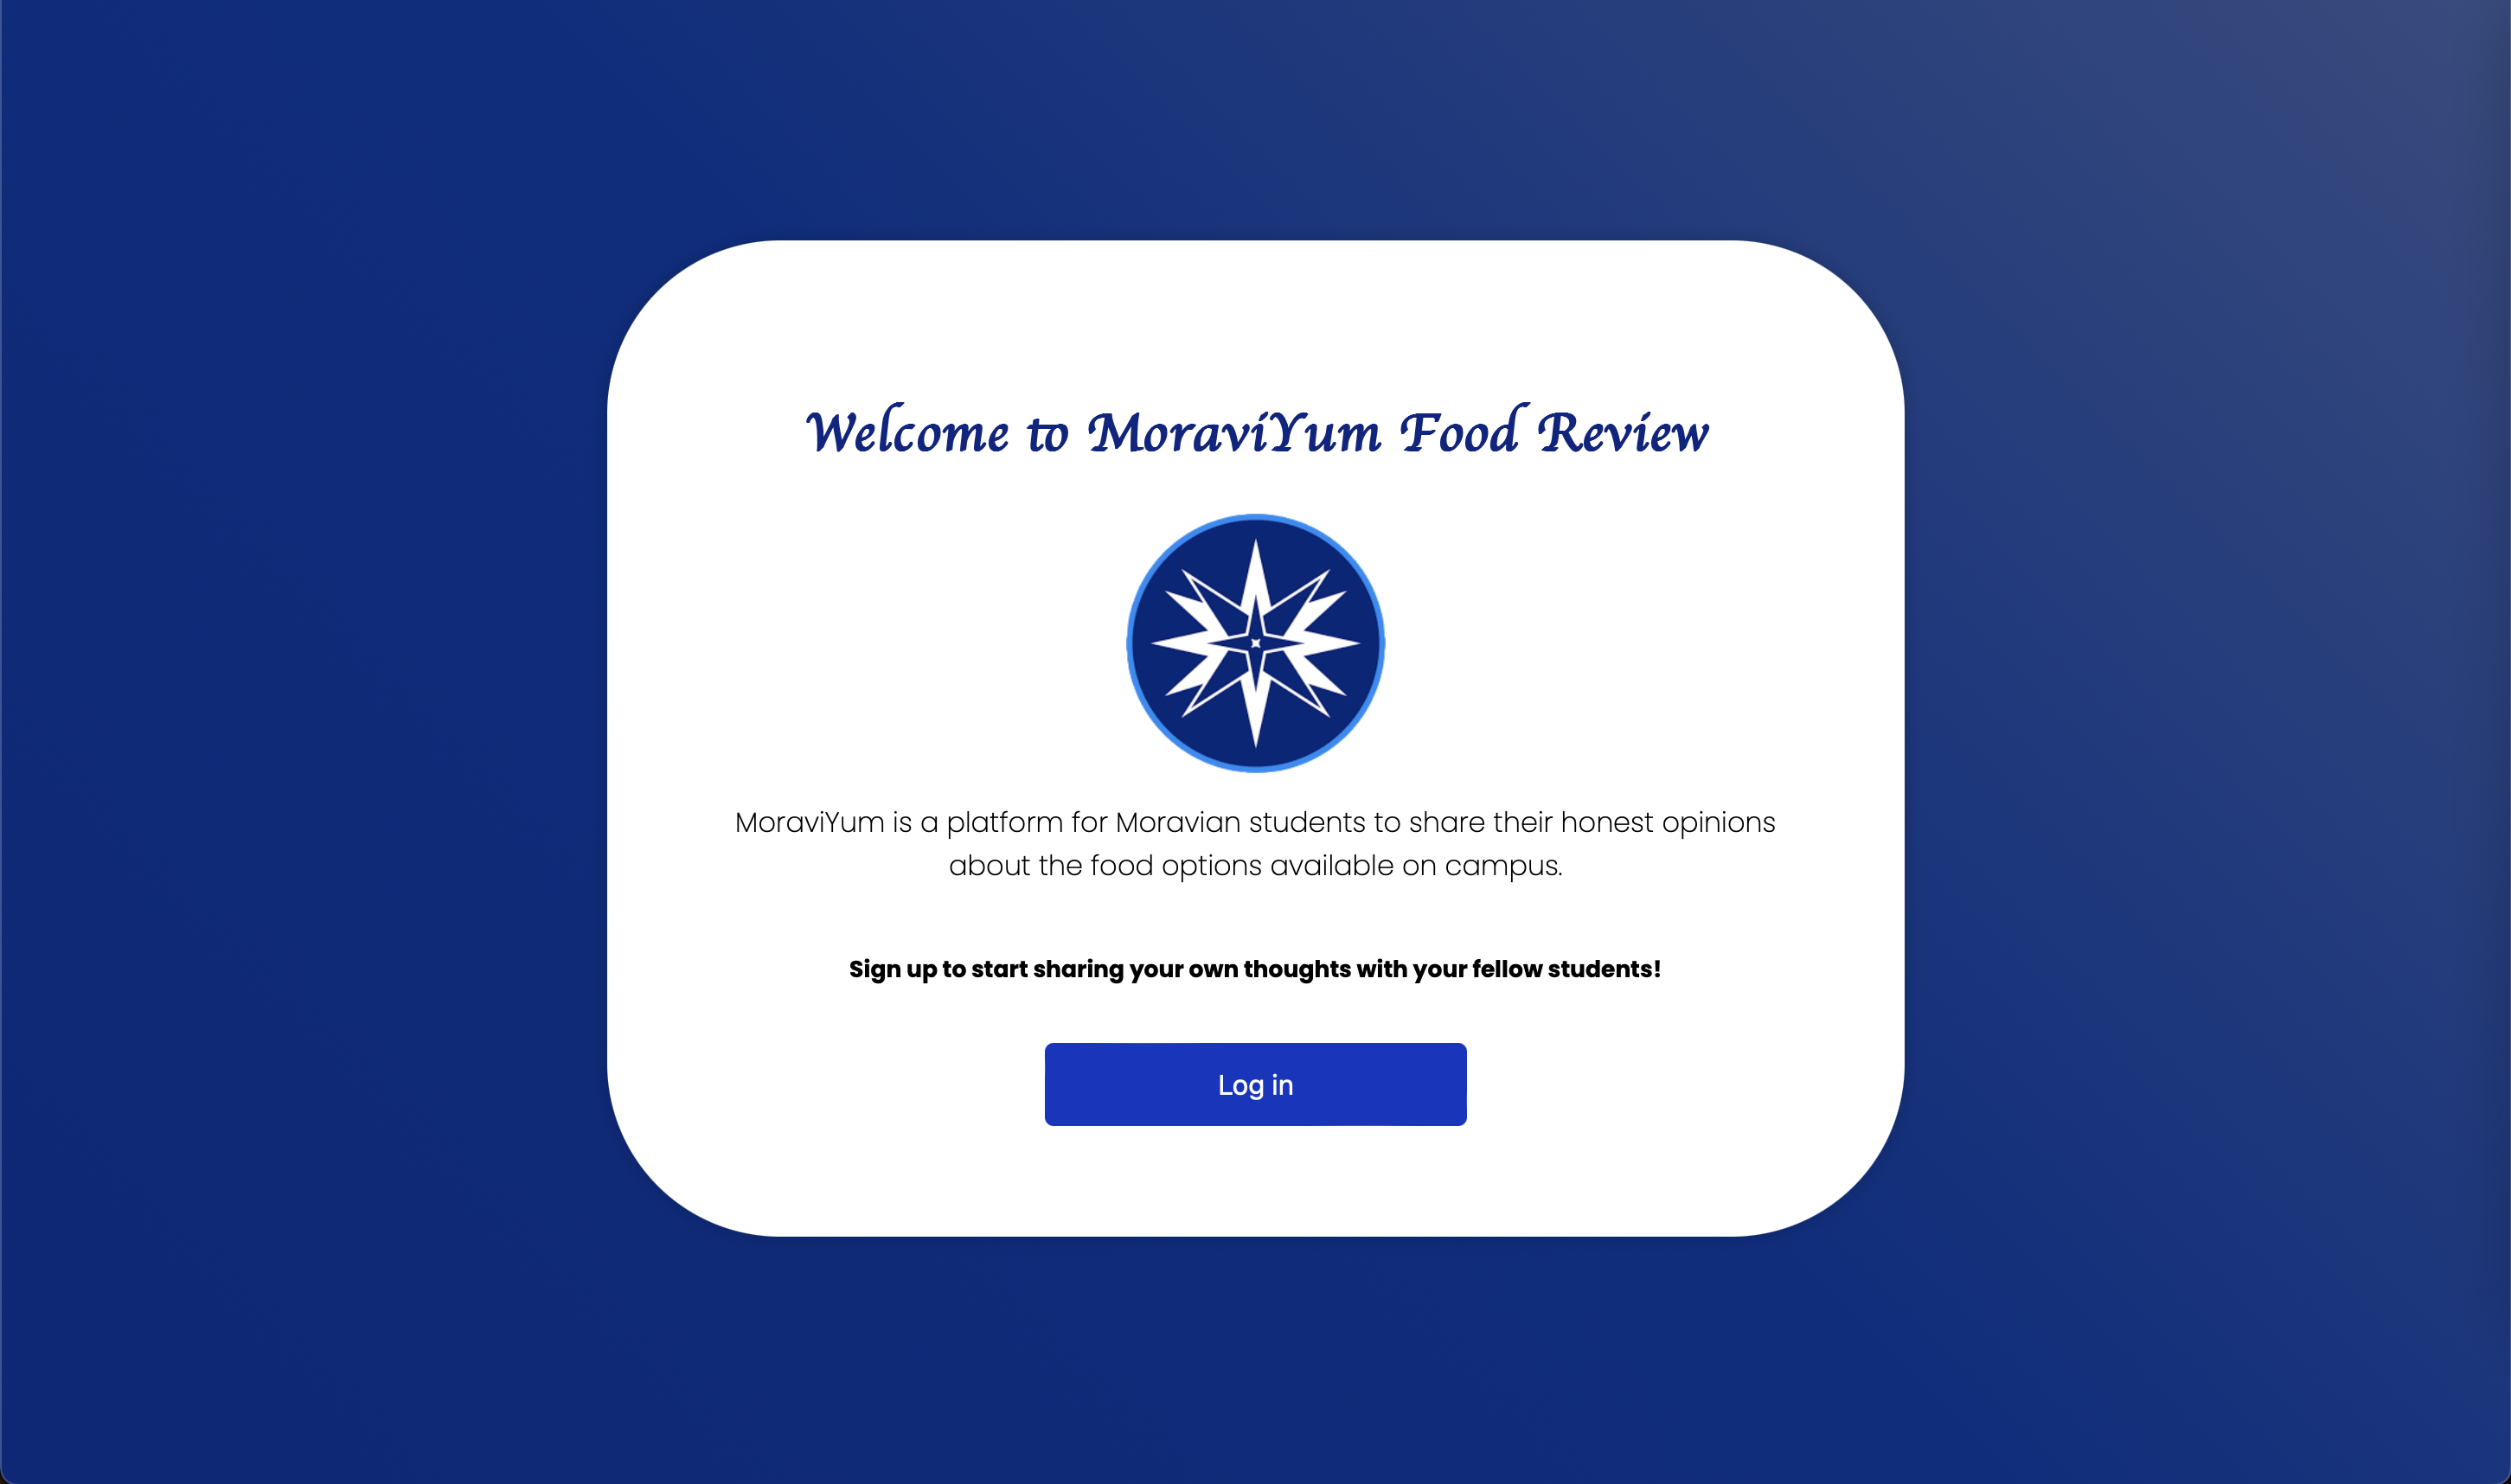 Welcome to MoraviYum Food Review
MoraviYum is a platform for Moravian students to share their honest opinions
about the food options available on campus.
Sign up to start sharing your own thoughts with your fellow students!
Log in